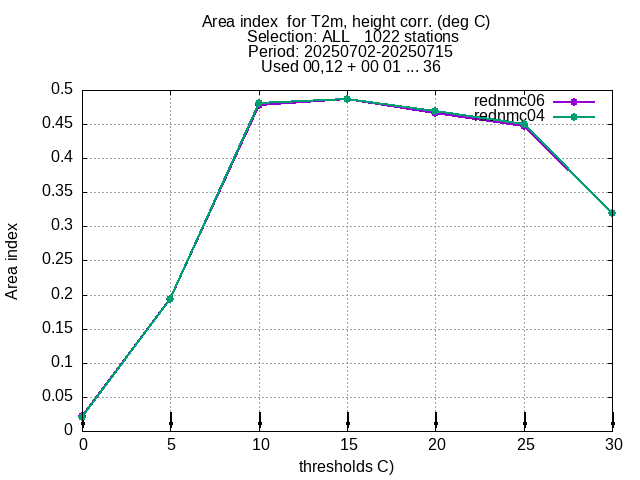 Area index  for T2m, height corr. (deg C)
Selection: ALL   1022 stations
Period: 20250702-20250715
Used 00,12 + 00 01 ... 36
rednmc06
rednmc04
0.5
0.45
0.4
0.35
0.3
0.25
0.2
0.15
0.1
0.05
0
Area index
0 5 10 15 20 25 30
thresholds C)